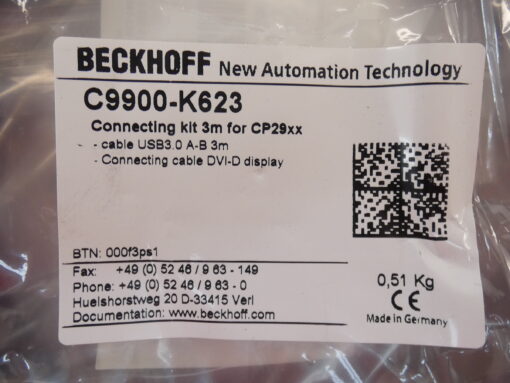 BECKHOFF New Automation Technology
C9900-K623
Connecting kit 3m for CP29xx
- cable USB3.0 A-B 3m
- Connecting cable DVI-D display
BTN: 000f3ps1
Fax: +49 (0) 52 46 / 9 63 - 149
Phone: +49 (0) 52 46 / 9 63 - 0
Huelshorstweg 20 D-33415 Verl
Documentation: www.beckhoff.com
0,51 Kg
CE
Made in Germany